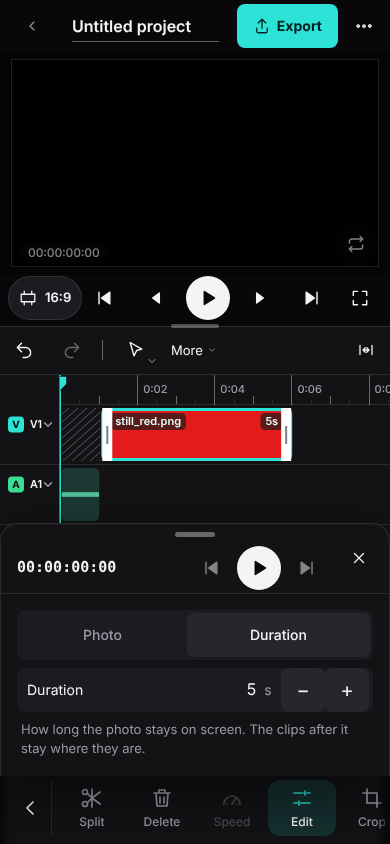 Untitled project
Export
00:00:00:00
16:9
More
0:02
0:04
0:06
0:0
V V1
still_red.png
5s
A A1
00:00:00:00
Photo
Duration
Duration
5 s
− +
How long the photo stays on screen. The clips after it
stay where they are.
Split
Delete
Speed
Edit
Crop